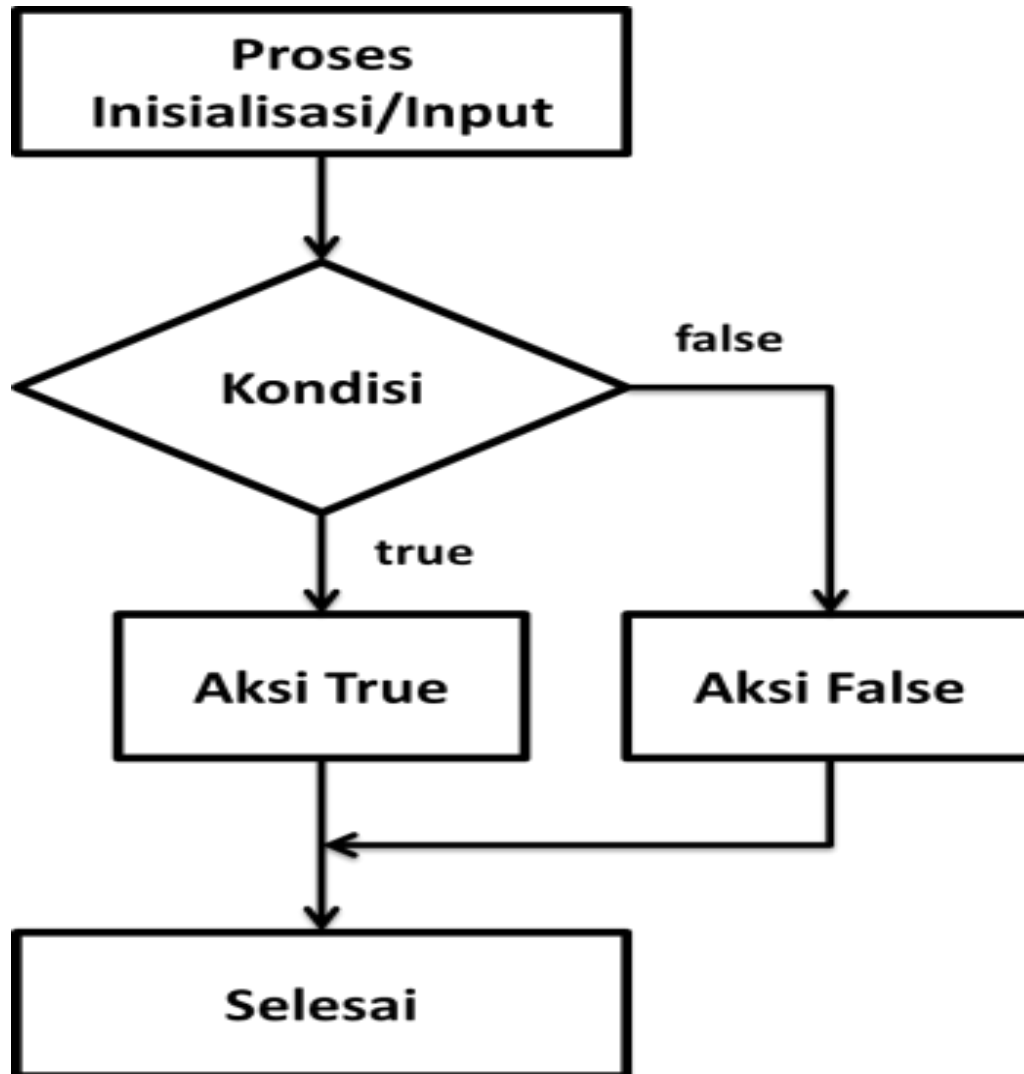 Proses
Inisialisasi/Input
Kondisi
false
true
Aksi True
Aksi False
Selesai